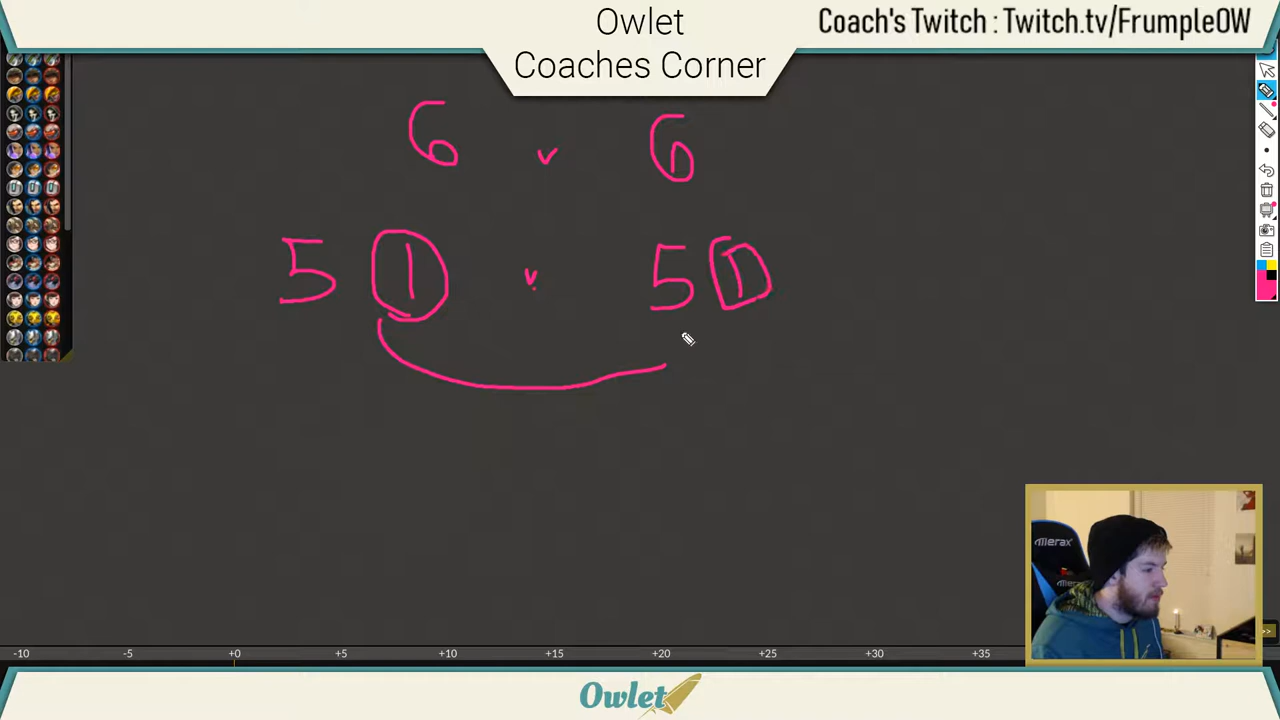 Owlet
Coaches Corner
Coach's Twitch : Twitch.tv/FrumpleOW
6 v 6
5 1 v 5 1
merax
-10 -5 +0 +5 +10 +15 +20 +25 +30 +35
>>
Owlet